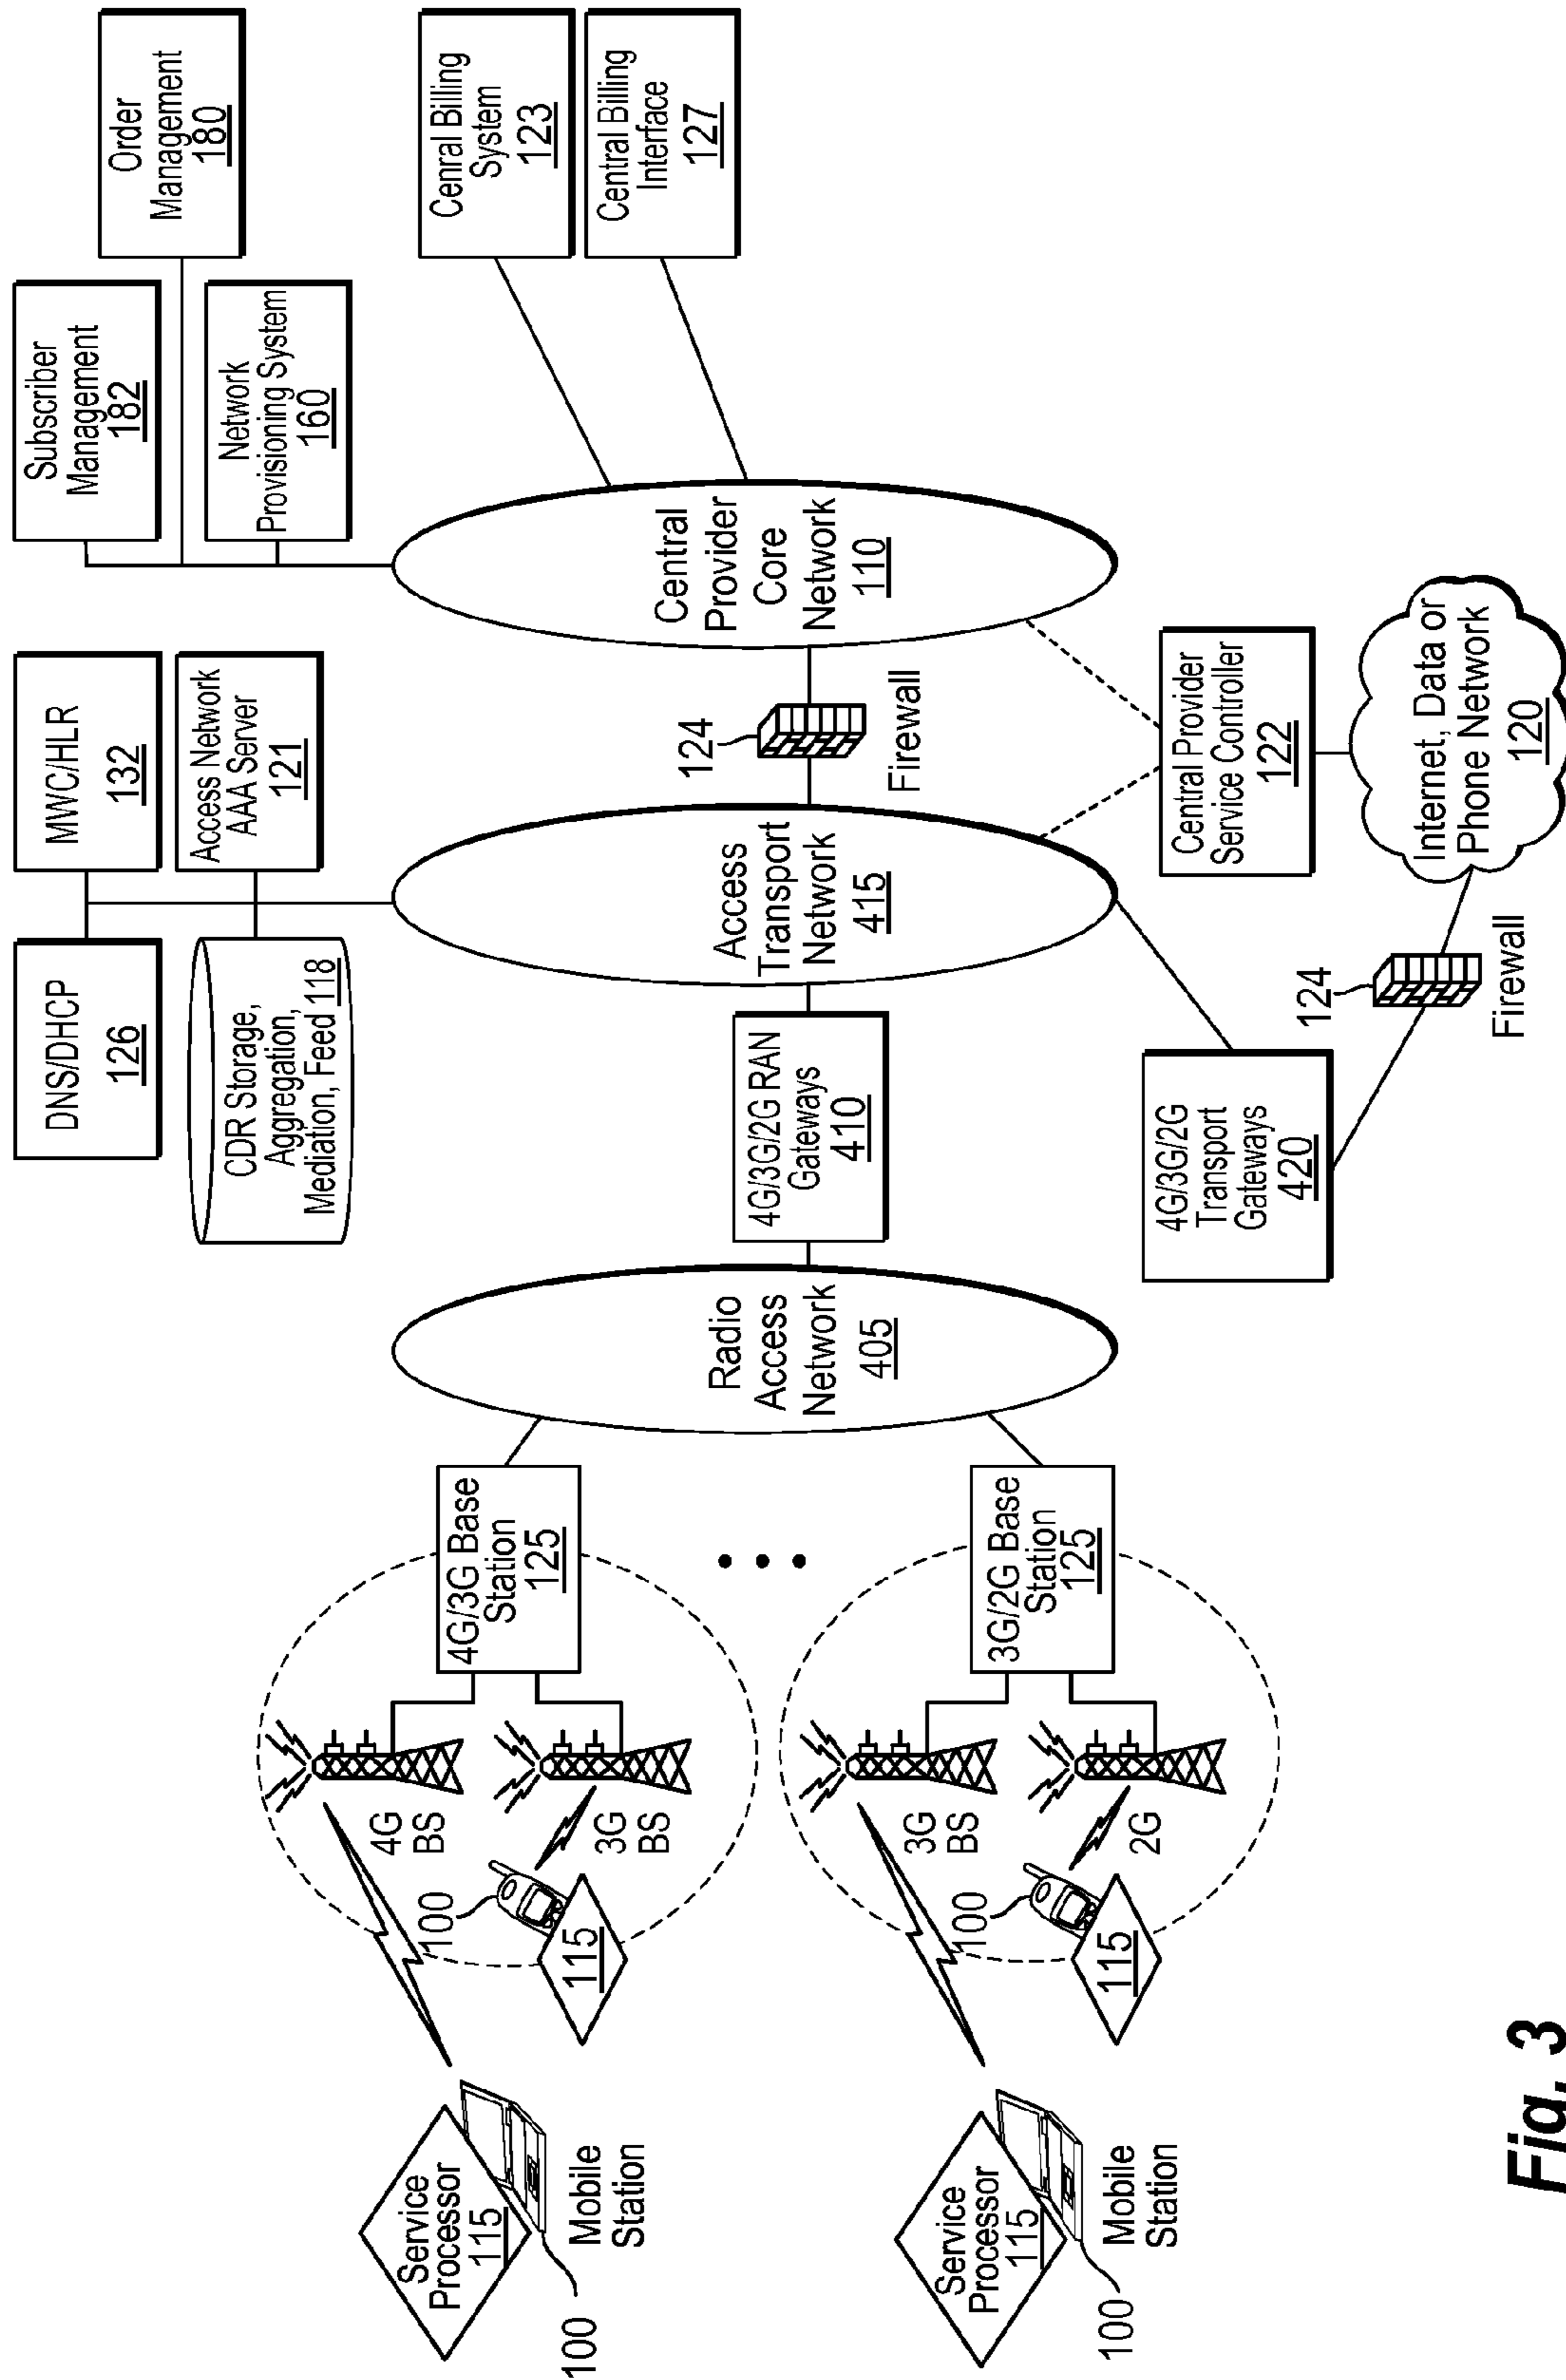 DNS/DHCP
126
MWC/HLR
132
Subscriber
Management
182
Order
Management
180
CDR Storage,
Aggregation,
Mediation, Feed 118
Access Network
AAA Server
121
Network
Provisioning System
160
Cenral Billing
System
123
Central Billing
Interface
127
Service
Processor
115
100
Mobile
Station
4G
BS
100
115
3G
BS
4G/3G Base
Station
125
Radio
Access
Network
405
4G/3G/2G RAN
Gateways
410
Access
Transport
Network
415
124
Firewall
Central
Provider
Core
Network
110
Service
Processor
115
100
Mobile
Station
3G
BS
100
115
2G
3G/2G Base
Station
125
4G/3G/2G
Transport
Gateways
420
124
Firewall
Central Provider
Service Controller
122
Internet, Data or
Phone Network
120
Fig. 3